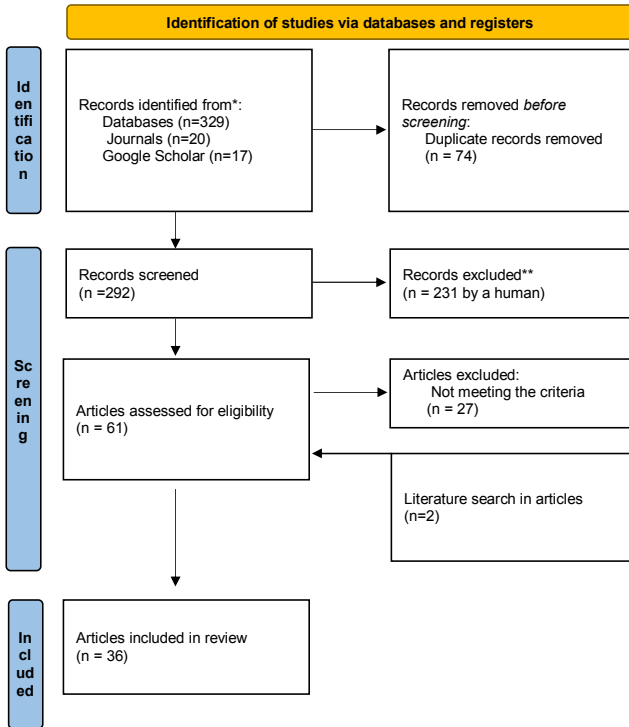 Identification of studies via databases and registers
Id
en
tifi
ca
tio
n
Records identified from*:
Databases (n=329)
Journals (n=20)
Google Scholar (n=17)
Records removed before
screening:
Duplicate records removed
(n = 74)
Sc
re
en
in
g
Records screened
(n =292)
Records excluded**
(n = 231 by a human)
Articles assessed for eligibility
(n = 61)
Articles excluded:
Not meeting the criteria
(n = 27)
Literature search in articles
(n=2)
In
cl
ud
ed
Articles included in review
(n = 36)